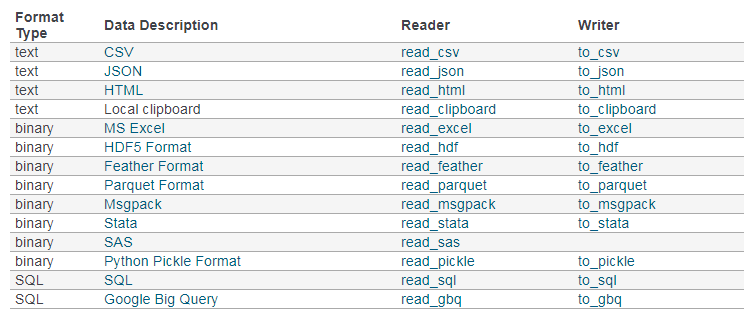 Format Type Data Description Reader Writer
text CSV read_csv to_csv
text JSON read_json to_json
text HTML read_html to_html
text Local clipboard read_clipboard to_clipboard
binary MS Excel read_excel to_excel
binary HDF5 Format read_hdf to_hdf
binary Feather Format read_feather to_feather
binary Parquet Format read_parquet to_parquet
binary Msgpack read_msgpack to_msgpack
binary Stata read_stata to_stata
binary SAS read_sas
binary Python Pickle Format read_pickle to_pickle
SQL SQL read_sql to_sql
SQL Google Big Query read_gbq to_gbq